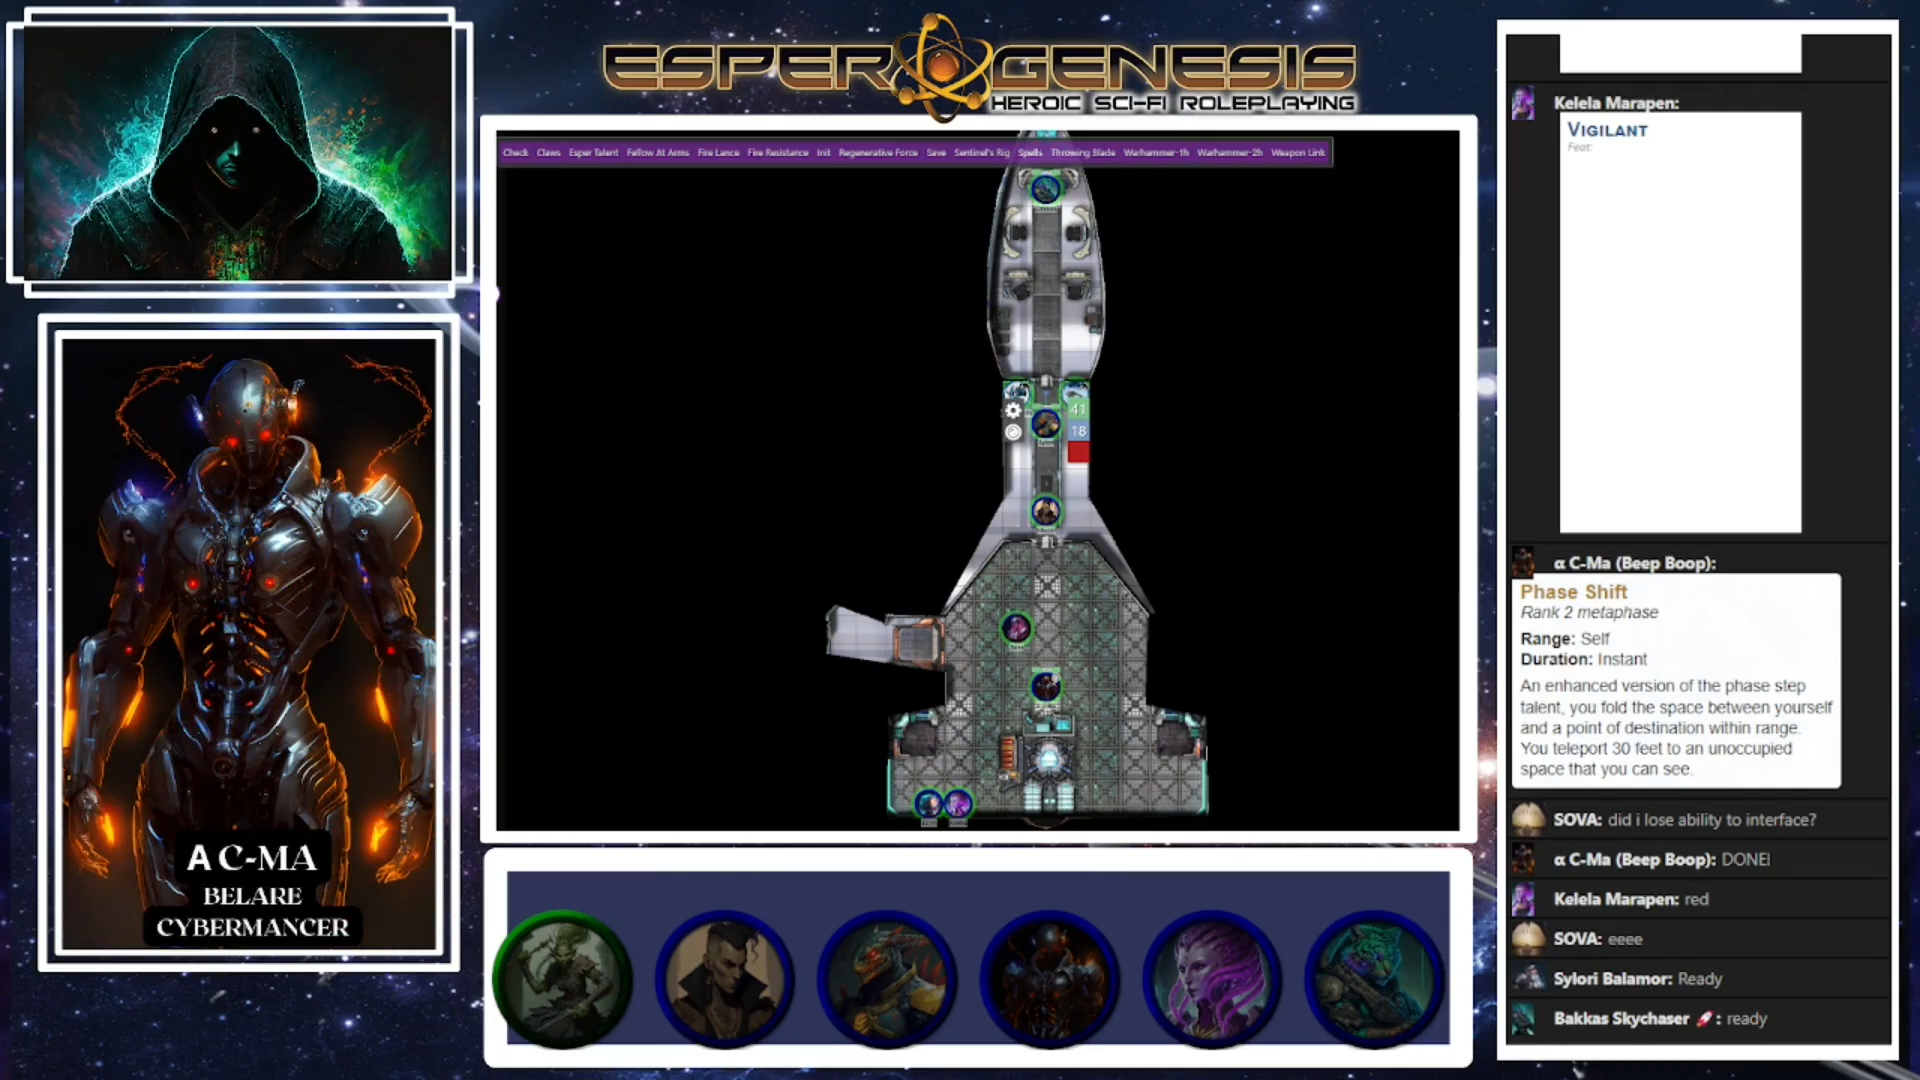 ESPER GENESIS
HEROIC SCI-FI ROLEPLAYING
Check Claws Esper Talent Fellow At Arms Fire Lance Fire Resistance Init Regenerative Force Save Sentinel's Rig Spells Throwing Blade Warhammer-1h Warhammer-2h Weapon Link
41
18
A C-MA
BELARE
CYBERMANCER
Kelela Marapen:
VIGILANT
Feat:
α C-Ma (Beep Boop):
Phase Shift
Rank 2 metaphase
Range: Self
Duration: Instant
An enhanced version of the phase step
talent, you fold the space between yourself
and a point of destination within range.
You teleport 30 feet to an unoccupied
space that you can see.
SOVA: did i lose ability to interface?
α C-Ma (Beep Boop): DONE!
Kelela Marapen: red
SOVA: eeee
Sylori Balamor: Ready
Bakkas Skychaser 🚀: ready